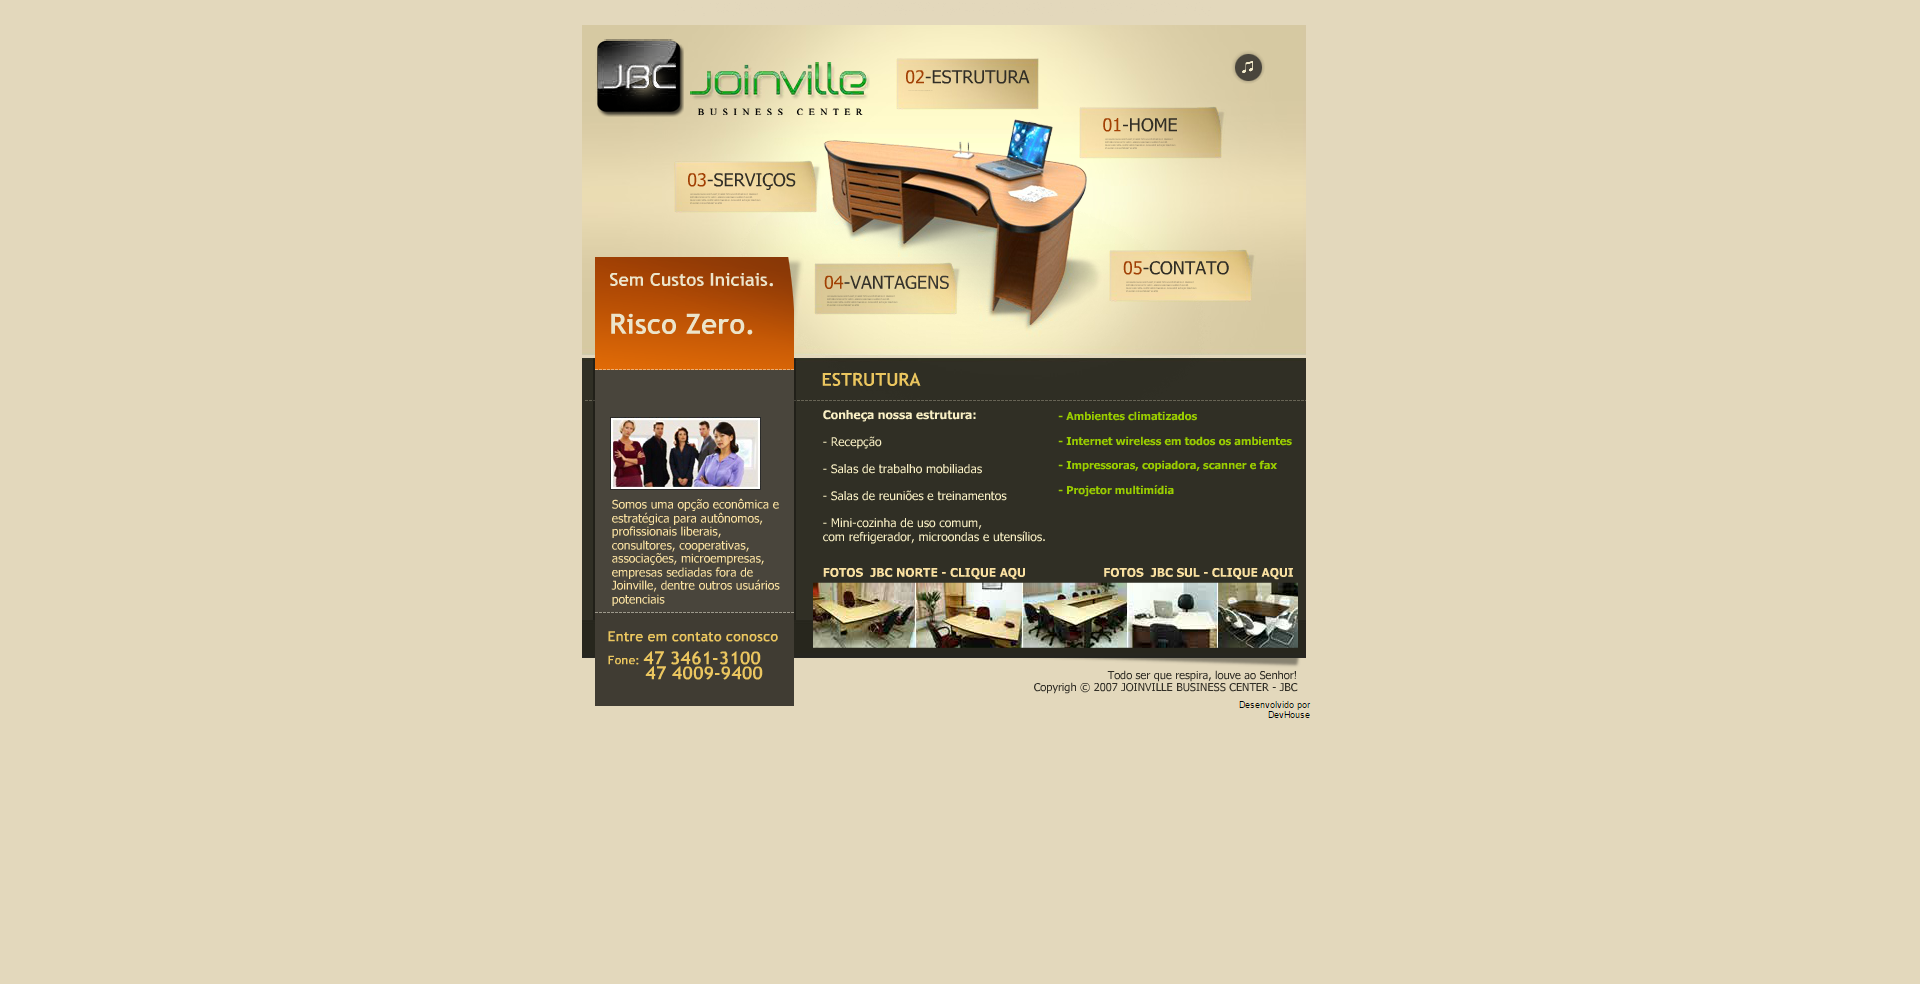 JBC
Joinville
BUSINESS CENTER
02-ESTRUTURA
01-HOME
03-SERVIÇOS
04-VANTAGENS
05-CONTATO
Sem Custos Iniciais.
Risco Zero.
Somos uma opção econômica e
estratégica para autônomos,
profissionais liberais,
consultores, cooperativas,
associações, microempresas,
empresas sediadas fora de
Joinville, dentre outros usuários
potenciais
Entre em contato conosco
Fone: 47 3461-3100
47 4009-9400
ESTRUTURA
Conheça nossa estrutura:
- Recepção
- Salas de trabalho mobiliadas
- Salas de reuniões e treinamentos
- Mini-cozinha de uso comum,
com refrigerador, microondas e utensílios.
- Ambientes climatizados
- Internet wireless em todos os ambientes
- Impressoras, copiadora, scanner e fax
- Projetor multimídia
FOTOS JBC NORTE - CLIQUE AQU
FOTOS JBC SUL - CLIQUE AQUI
Todo ser que respira, louve ao Senhor!
Copyrigh © 2007 JOINVILLE BUSINESS CENTER - JBC
Desenvolvido por
DevHouse